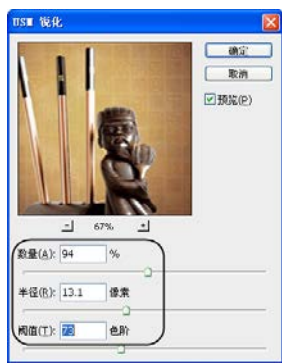 USM 锐化
确定
取消
预览(P)
67%
数量(A): 94 %
半径(R): 13.1 像素
阈值(T): 73 色阶